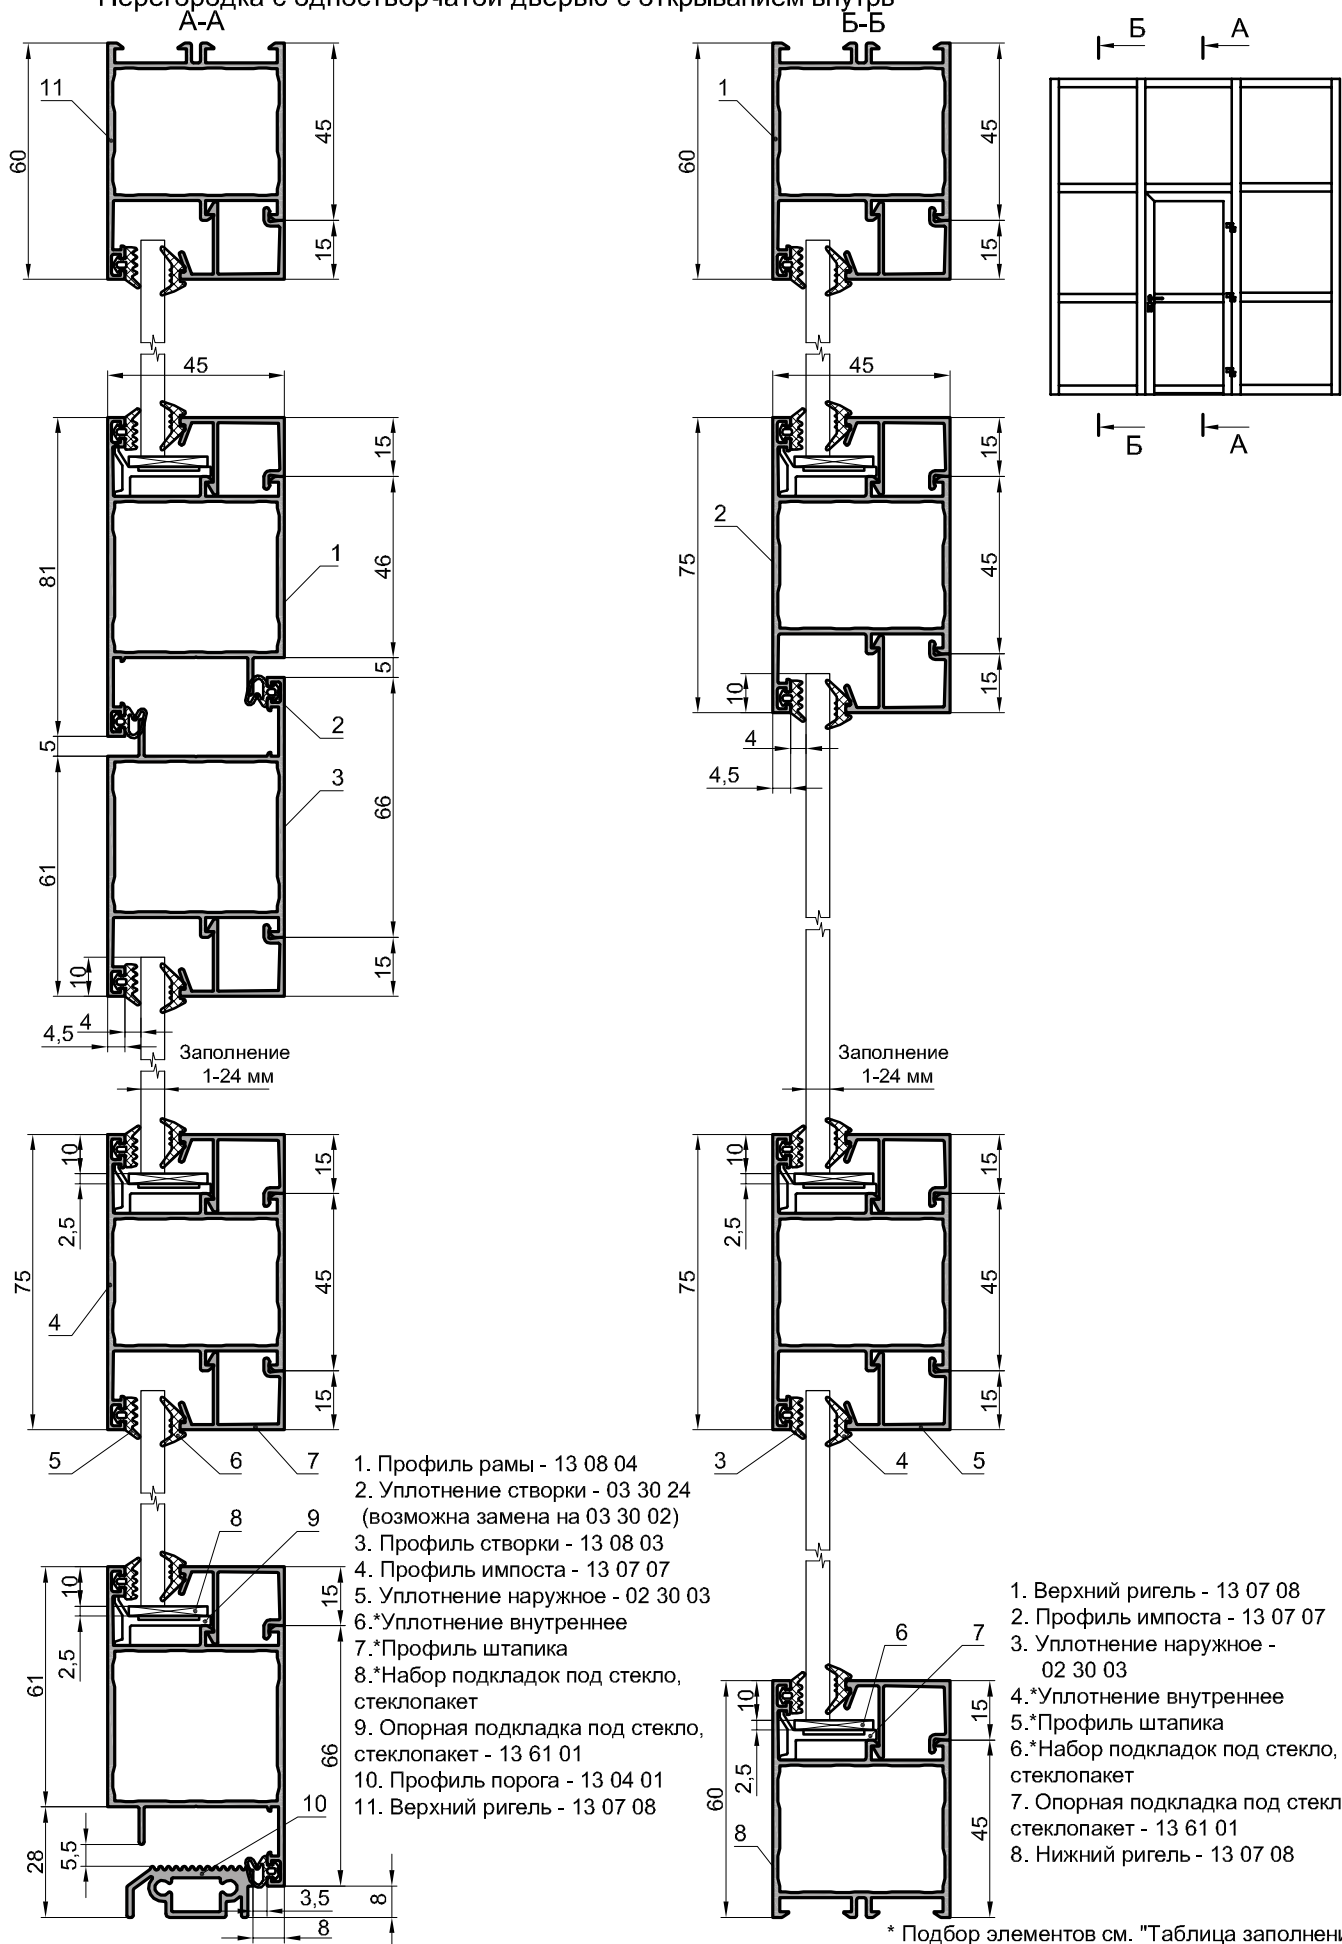 Перегородка с одностворчатой дверью с открыванием внутрь
А-А
Б-Б
Б
А
Б
А
11
60
45
15
45
81
15
46
1
5
2
5
3
66
61
10
15
4
4,5
Заполнение
1-24 мм
10
2,5
15
75
45
4
15
5
6
7
8
9
10
2,5
15
61
66
10
28
5,5
3,5
8
8
1. Профиль рамы - 13 08 04
2. Уплотнение створки - 03 30 24
(возможна замена на 03 30 02)
3. Профиль створки - 13 08 03
4. Профиль импоста - 13 07 07
5. Уплотнение наружное - 02 30 03
6.*Уплотнение внутреннее
7.*Профиль штапика
8.*Набор подкладок под стекло,
стеклопакет
9. Опорная подкладка под стекло,
стеклопакет - 13 61 01
10. Профиль порога - 13 04 01
11. Верхний ригель - 13 07 08
1
60
45
15
45
15
2
75
45
10
15
4
4,5
Заполнение
1-24 мм
10
2,5
15
75
45
15
3
4
5
6
7
10
2,5
15
60
8
45
1. Верхний ригель - 13 07 08
2. Профиль импоста - 13 07 07
3. Уплотнение наружное -
02 30 03
4.*Уплотнение внутреннее
5.*Профиль штапика
6.*Набор подкладок под стекло,
стеклопакет
7. Опорная подкладка под стекл
стеклопакет - 13 61 01
8. Нижний ригель - 13 07 08
* Подбор элементов см. "Таблица заполнени